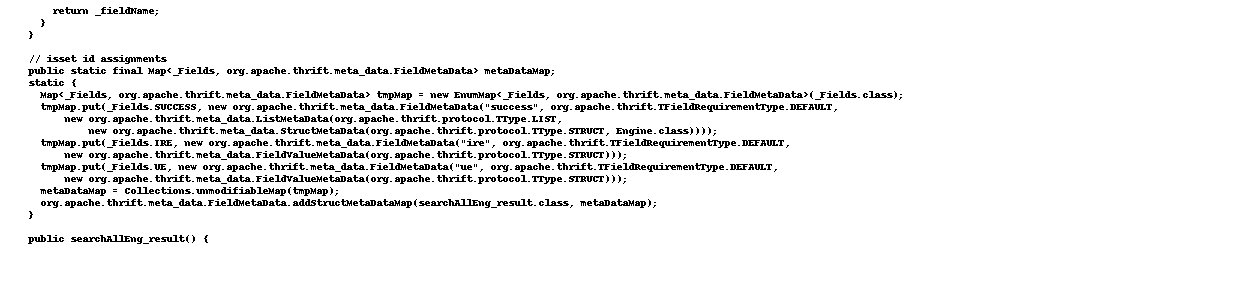 return _fieldName;
}
}
// isset id assignments
public static final Map<_Fields, org.apache.thrift.meta_data.FieldMetaData> metaDataMap;
static {
Map<_Fields, org.apache.thrift.meta_data.FieldMetaData> tmpMap = new EnumMap<_Fields, org.apache.thrift.meta_data.FieldMetaData>(_Fields.class);
tmpMap.put(_Fields.SUCCESS, new org.apache.thrift.meta_data.FieldMetaData("success", org.apache.thrift.TFieldRequirementType.DEFAULT,
new org.apache.thrift.meta_data.ListMetaData(org.apache.thrift.protocol.TType.LIST,
new org.apache.thrift.meta_data.StructMetaData(org.apache.thrift.protocol.TType.STRUCT, Engine.class))));
tmpMap.put(_Fields.IRE, new org.apache.thrift.meta_data.FieldMetaData("ire", org.apache.thrift.TFieldRequirementType.DEFAULT,
new org.apache.thrift.meta_data.FieldValueMetaData(org.apache.thrift.protocol.TType.STRUCT)));
tmpMap.put(_Fields.UE, new org.apache.thrift.meta_data.FieldMetaData("ue", org.apache.thrift.TFieldRequirementType.DEFAULT,
new org.apache.thrift.meta_data.FieldValueMetaData(org.apache.thrift.protocol.TType.STRUCT)));
metaDataMap = Collections.unmodifiableMap(tmpMap);
org.apache.thrift.meta_data.FieldMetaData.addStructMetaDataMap(searchAllEng_result.class, metaDataMap);
}
public searchAllEng_result() {